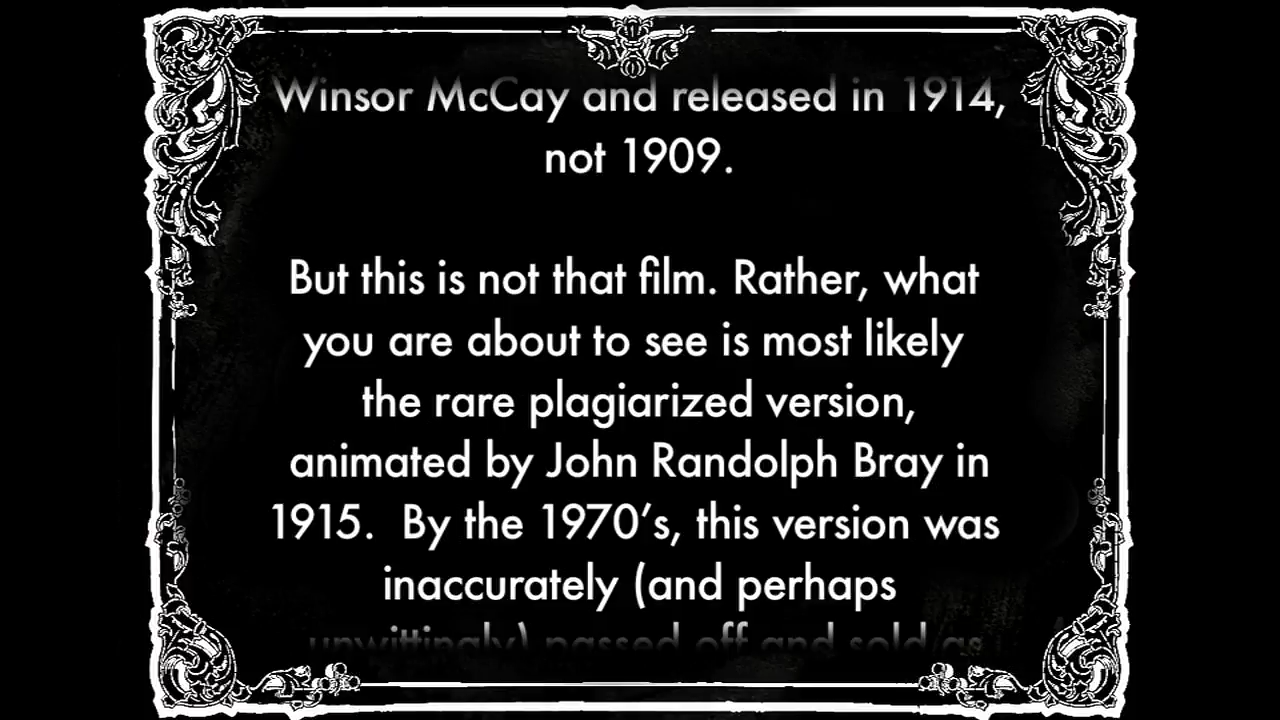 Winsor McCay and released in 1914,
not 1909.
But this is not that film. Rather, what
you are about to see is most likely
the rare plagiarized version,
animated by John Randolph Bray in
1915.  By the 1970’s, this version was
inaccurately (and perhaps
unwittingly) passed off and sold as